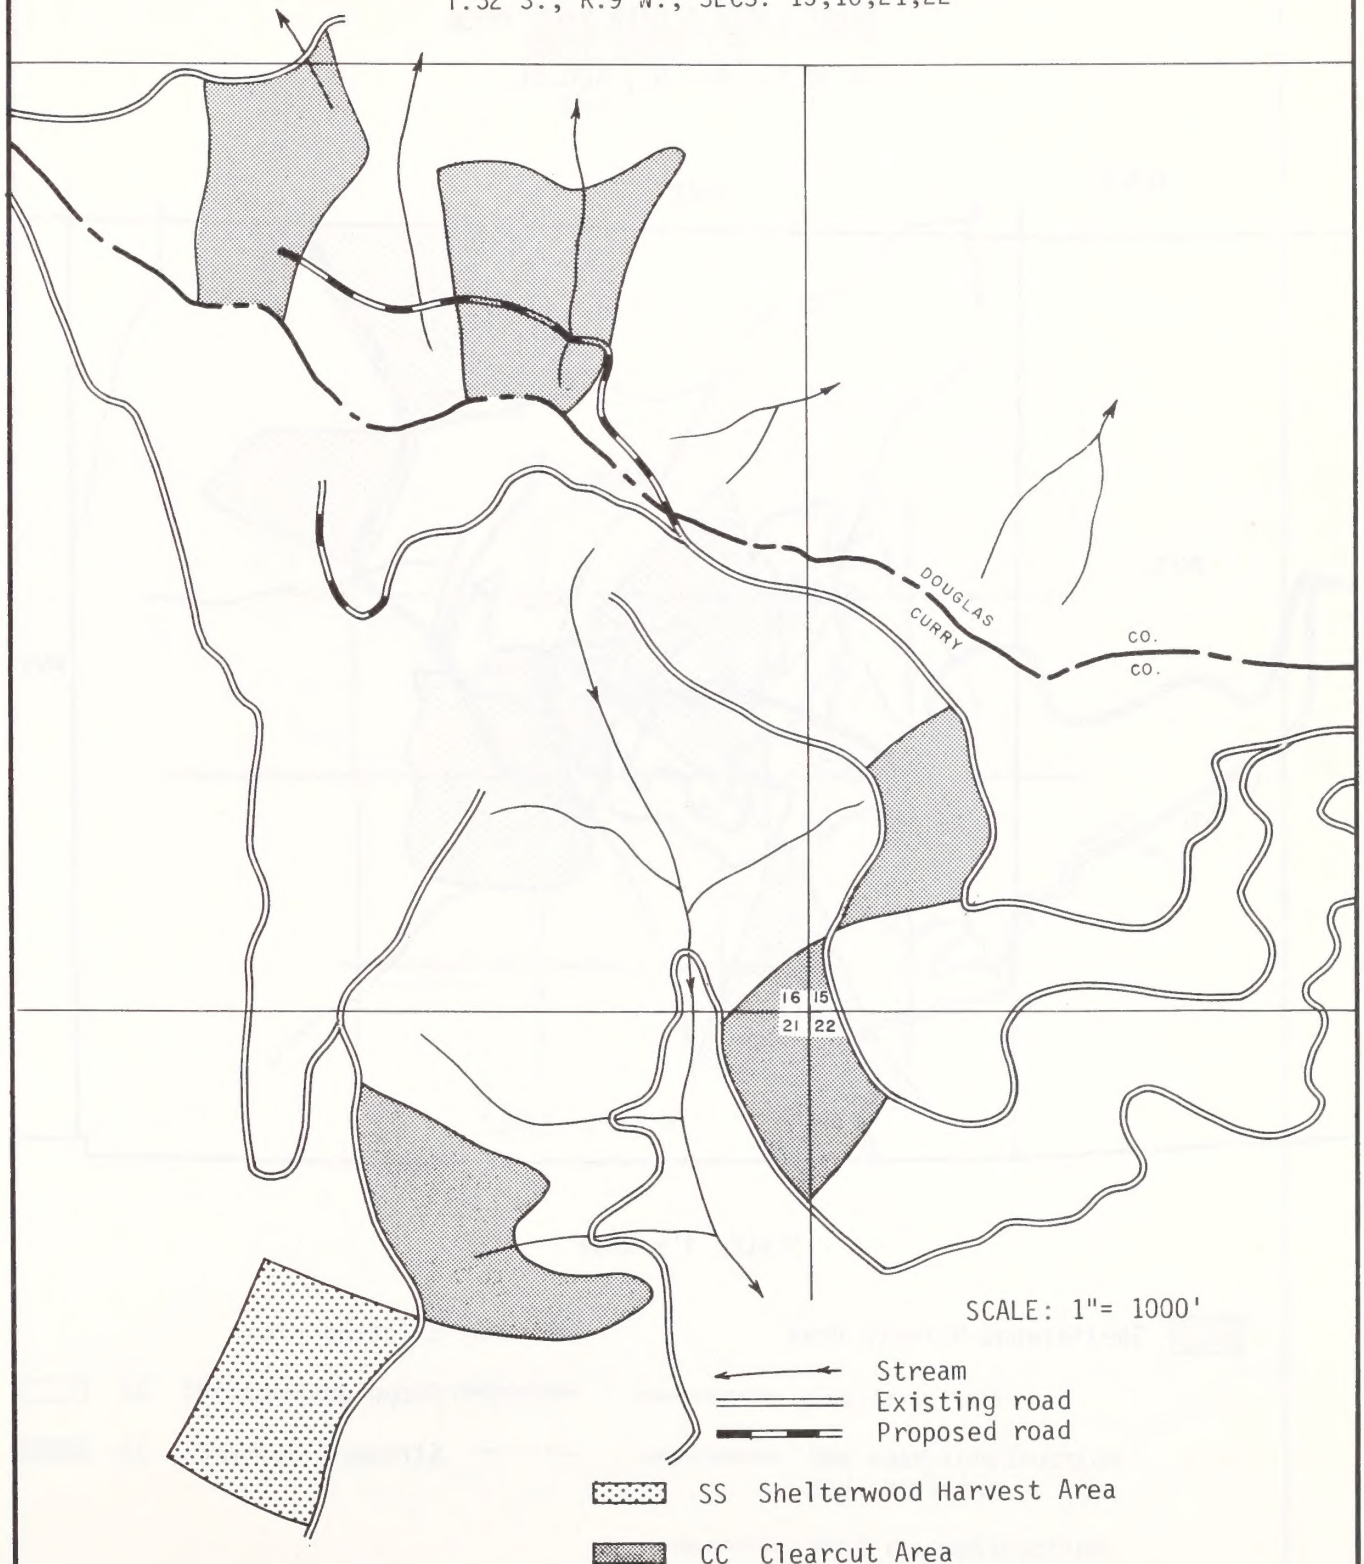 T.32 S., R.9 W., SECS. 15,16,21,22
DOUGLAS
CURRY
CO.
CO.
16 15
21 22
SCALE: 1"= 1000'
Stream
Existing road
Proposed road
SS Shelterwood Harvest Area
CC Clearcut Area